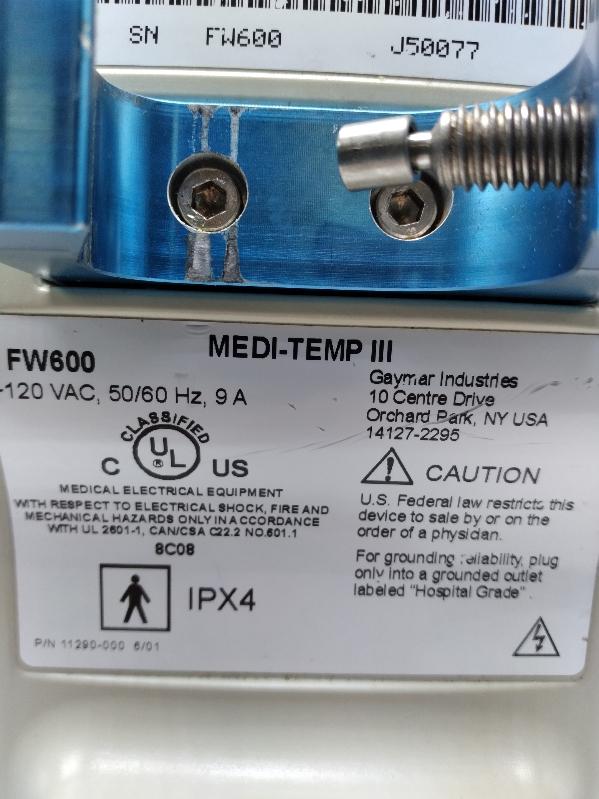 SN FW600 J50077
MEDI-TEMP III
FW600
-120 VAC, 50/60 Hz, 9 A
Gaymar Industries
10 Centre Drive
Orchard Park, NY USA
14127-2295
CLASSIFIED
C UL ® US
MEDICAL ELECTRICAL EQUIPMENT
WITH RESPECT TO ELECTRICAL SHOCK, FIRE AND
MECHANICAL HAZARDS ONLY IN ACCORDANCE
WITH UL 2601-1, CAN/CSA C22.2 NO.601.1
8C08
CAUTION
U.S. Federal law restricts this
device to sale by or on the
order of a physician.
For grounding reliability, plug
only into a grounded outlet
labeled "Hospital Grade".
IPX4
P/N 11290-000 6/01